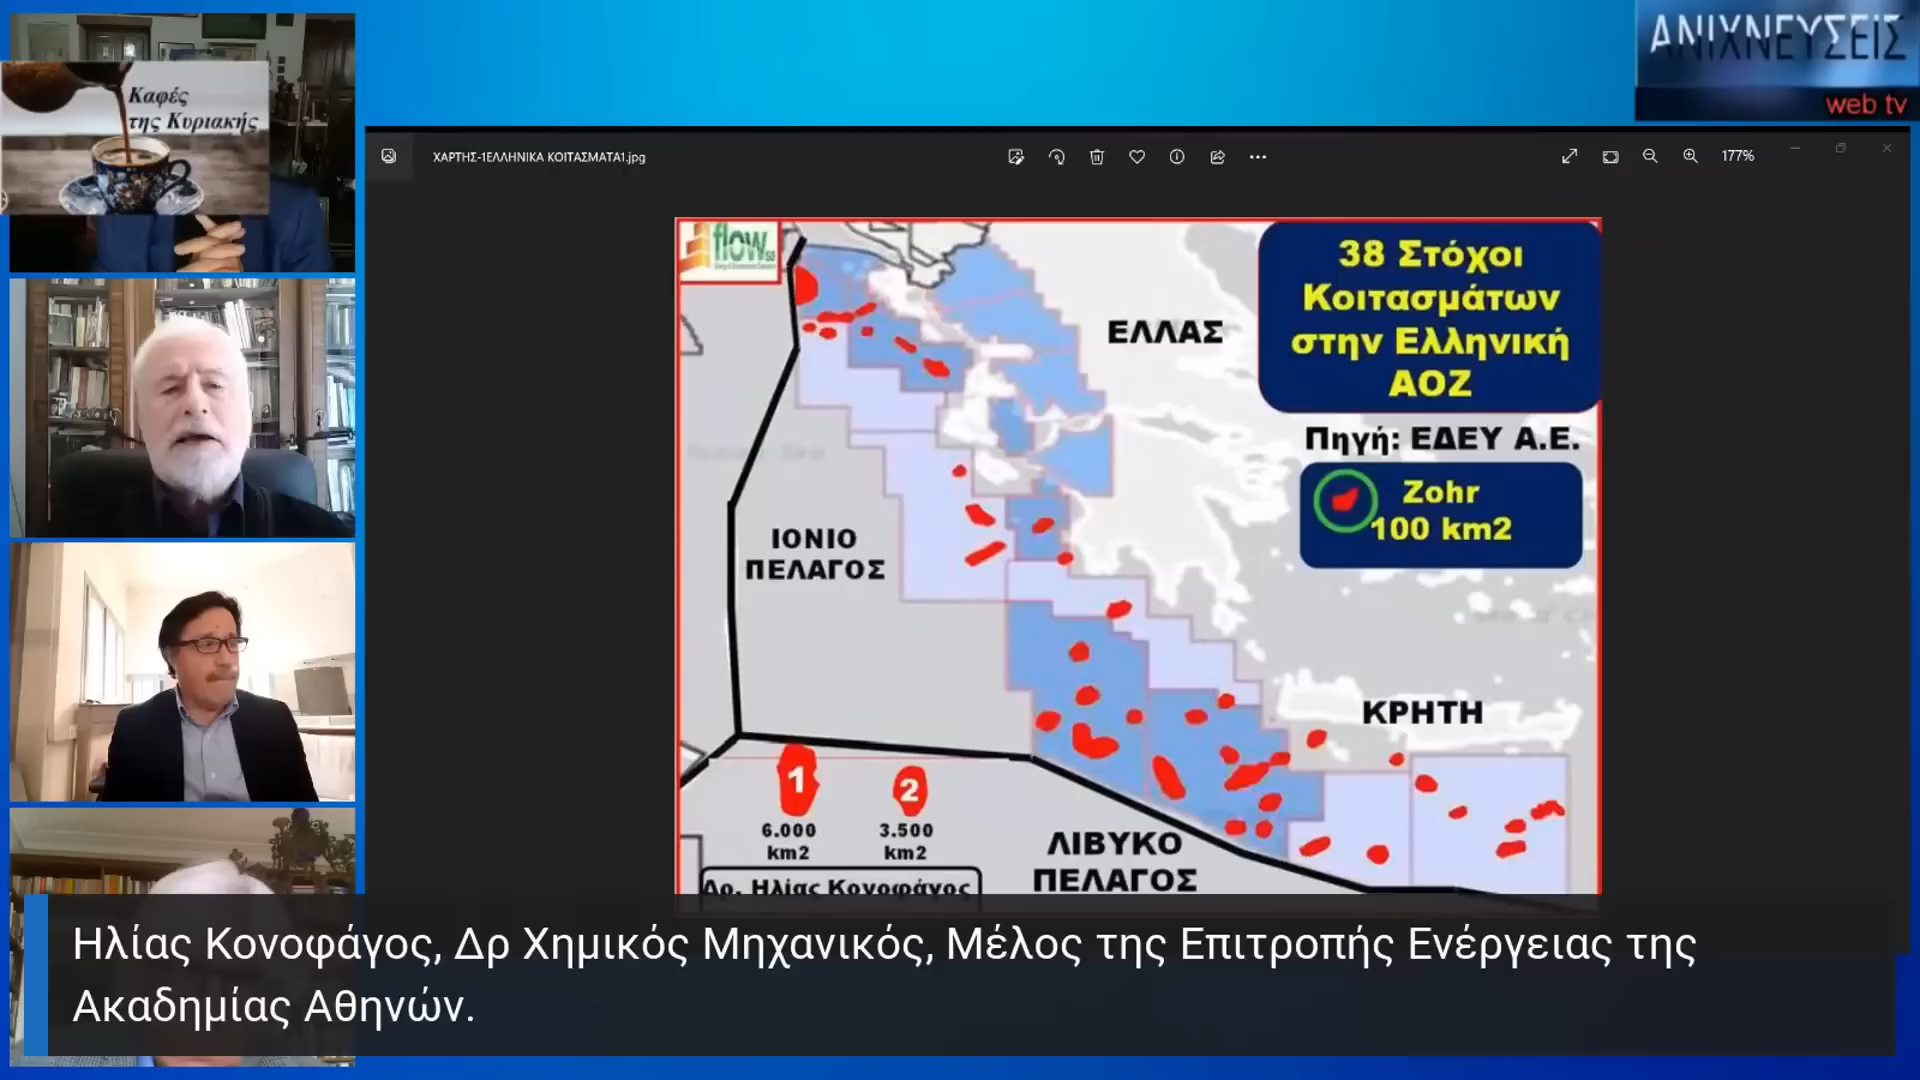 ΑΝΙΧΝΕΥΣΕΙΣ
web tv
Καφές
της Κυριακής
ΧΑΡΤΗΣ-1ΕΛΛΗΝΙΚΑ ΚΟΙΤΑΣΜΑΤΑ1.jpg
177%
flow
38 Στόχοι
Κοιτασμάτων
στην Ελληνική
ΑΟΖ
ΕΛΛΑΣ
Πηγή: ΕΔΕΥ Α.Ε.
Zohr
100 km2
ΙΟΝΙΟ
ΠΕΛΑΓΟΣ
ΚΡΗΤΗ
1
2
6.000
km2
3.500
km2
ΛΙΒΥΚΟ
ΠΕΛΑΓΟΣ
Δρ. Ηλίας Κονοφάγος
Ηλίας Κονοφάγος, Δρ Χημικός Μηχανικός, Μέλος της Επιτροπής Ενέργειας της
Ακαδημίας Αθηνών.